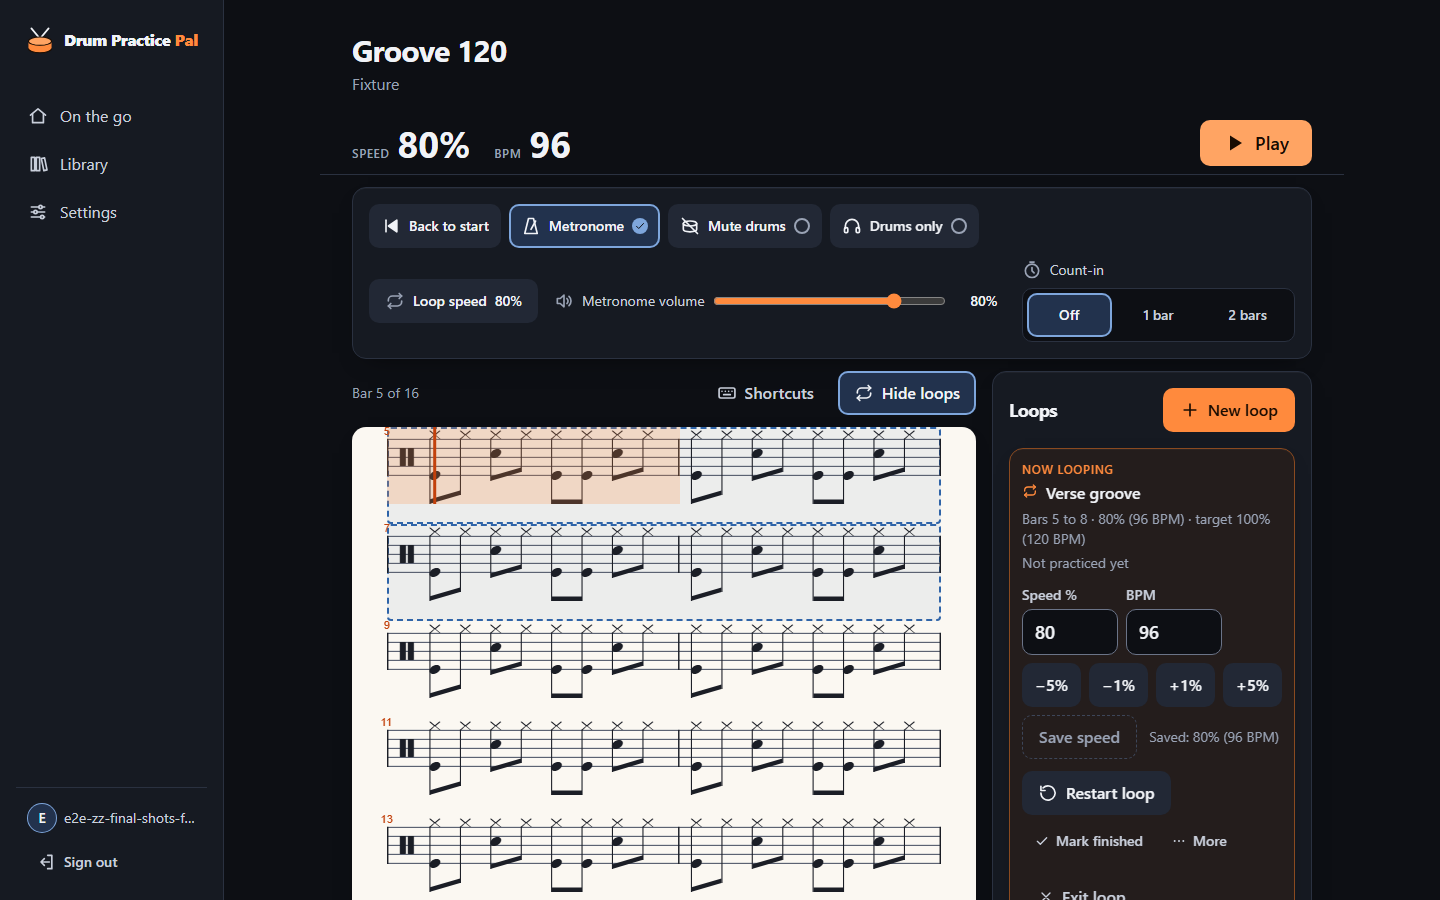 Drum Practice Pal
On the go
Library
Settings
e2e-zz-final-shots-f...
E
Sign out
Groove 120
Fixture
SPEED 80% BPM 96
Play
Back to start
Metronome
Mute drums
Drums only
Loop speed 80%
Metronome volume
80%
Count-in
Off
1 bar
2 bars
Bar 5 of 16
Shortcuts
Hide loops
5
7
9
11
13
Loops
New loop
NOW LOOPING
Verse groove
Bars 5 to 8 · 80% (96 BPM) · target 100%
(120 BPM)
Not practiced yet
Speed %
BPM
80
96
−5%
−1%
+1%
+5%
Save speed
Saved: 80% (96 BPM)
Restart loop
Mark finished
More
Exit loop